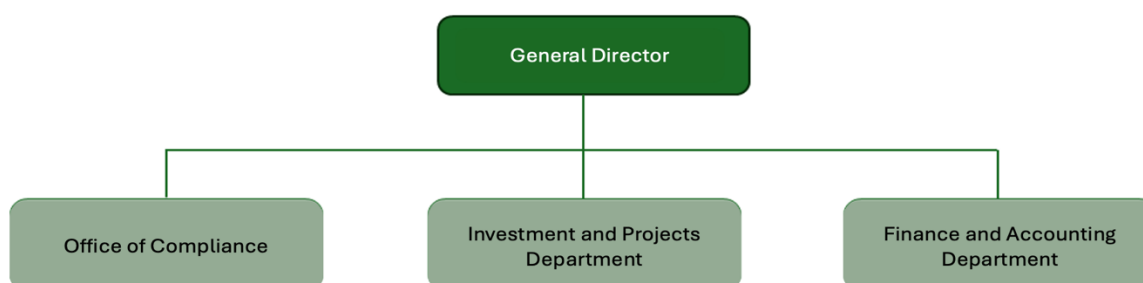 General Director
Office of Compliance
Investment and Projects
Department
Finance and Accounting
Department